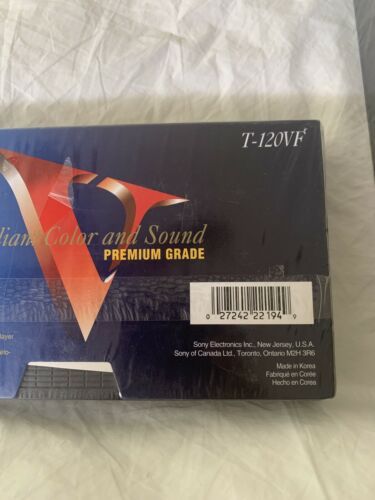 T-120VF
Color and Sound
PREMIUM GRADE
0 27242 22194 9
Sony Electronics Inc., New Jersey, U.S.A.
Sony of Canada Ltd., Toronto, Ontario M2H 3R6
Made in Korea
Fabriqué en Corée
Hecho en Corea